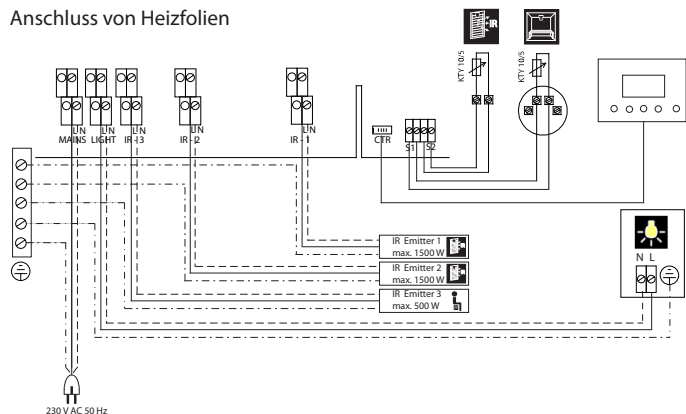 Anschluss von Heizfolien
IR
KTY 10/5
KTY 10/5
L N
MAINS
L N
LIGHT
L N
IR - 3
L N
IR - 2
L N
IR - 1
CTR
S1
S2
IR Emitter 1
max. 1500 W
IR Emitter 2
max. 1500 W
IR Emitter 3
max. 500 W
N L
230 V AC 50 Hz